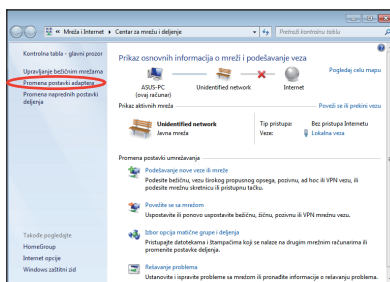 « Mreža i Internet ▸ Centar za mrežu i deljenje
Pretraži kontrolnu tablu
Kontrolna tabla - glavni prozor
Upravljanje bežičnim mrežama
Promena postavki adaptera
Promena naprednih postavki
deljenja
Prikaz osnovnih informacija o mreži i podešavanje veza
Pogledaj celu mapu
ASUS-PC
(ovaj računar)
Unidentified network
Internet
Prikaz aktivnih mreža
Poveži se ili prekini vezu
Unidentified network
Javna mreža
Tip pristupa: Bez pristupa Internetu
Veze: Lokalna veza
Promena postavki umrežavanja
Podešavanje nove veze ili mreže
Podesite bežičnu, vezu širokog propusnog opsega, pozivnu, ad hoc ili VPN vezu, ili
podesite mrežnu skretnicu ili pristupnu tačku.
Povežite se sa mrežom
Uspostavite ili ponovo uspostavite bežičnu, žičnu, pozivnu ili VPN mrežnu vezu.
Izbor opcija matične grupe i deljenja
Pristupajte datotekama i štampačima koji se nalaze na drugim mrežnim računarima ili
promenite postavke deljenja.
Rešavanje problema
Ustanovite i ispravite probleme sa mrežom ili pronađite informacije o rešavanju problema.
Takođe pogledajte
HomeGroup
Internet opcije
Windows zaštitni zid